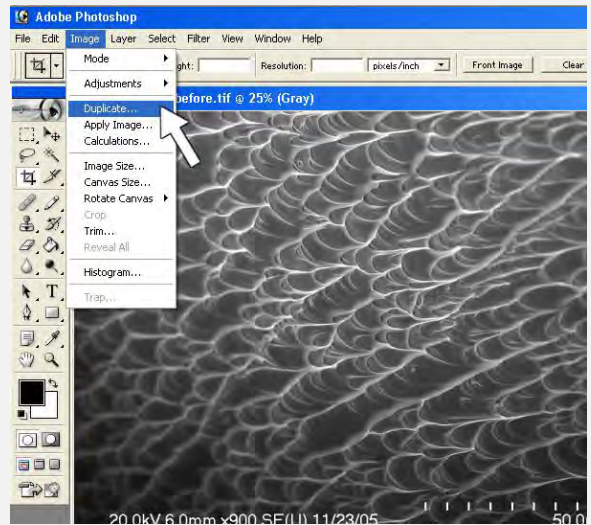 Adobe Photoshop
File Edit Image Layer Select Filter View Window Help
ght: Resolution: pixels/inch Front Image Clear
Mode
Adjustments
before.tif @ 25% (Gray)
Duplicate...
Apply Image...
Calculations...
Image Size...
Canvas Size...
Rotate Canvas
Crop
Trim...
Reveal All
Histogram...
Trap...
T
20.0kV 6.0mm x900 SE(U) 11/23/05 50.0